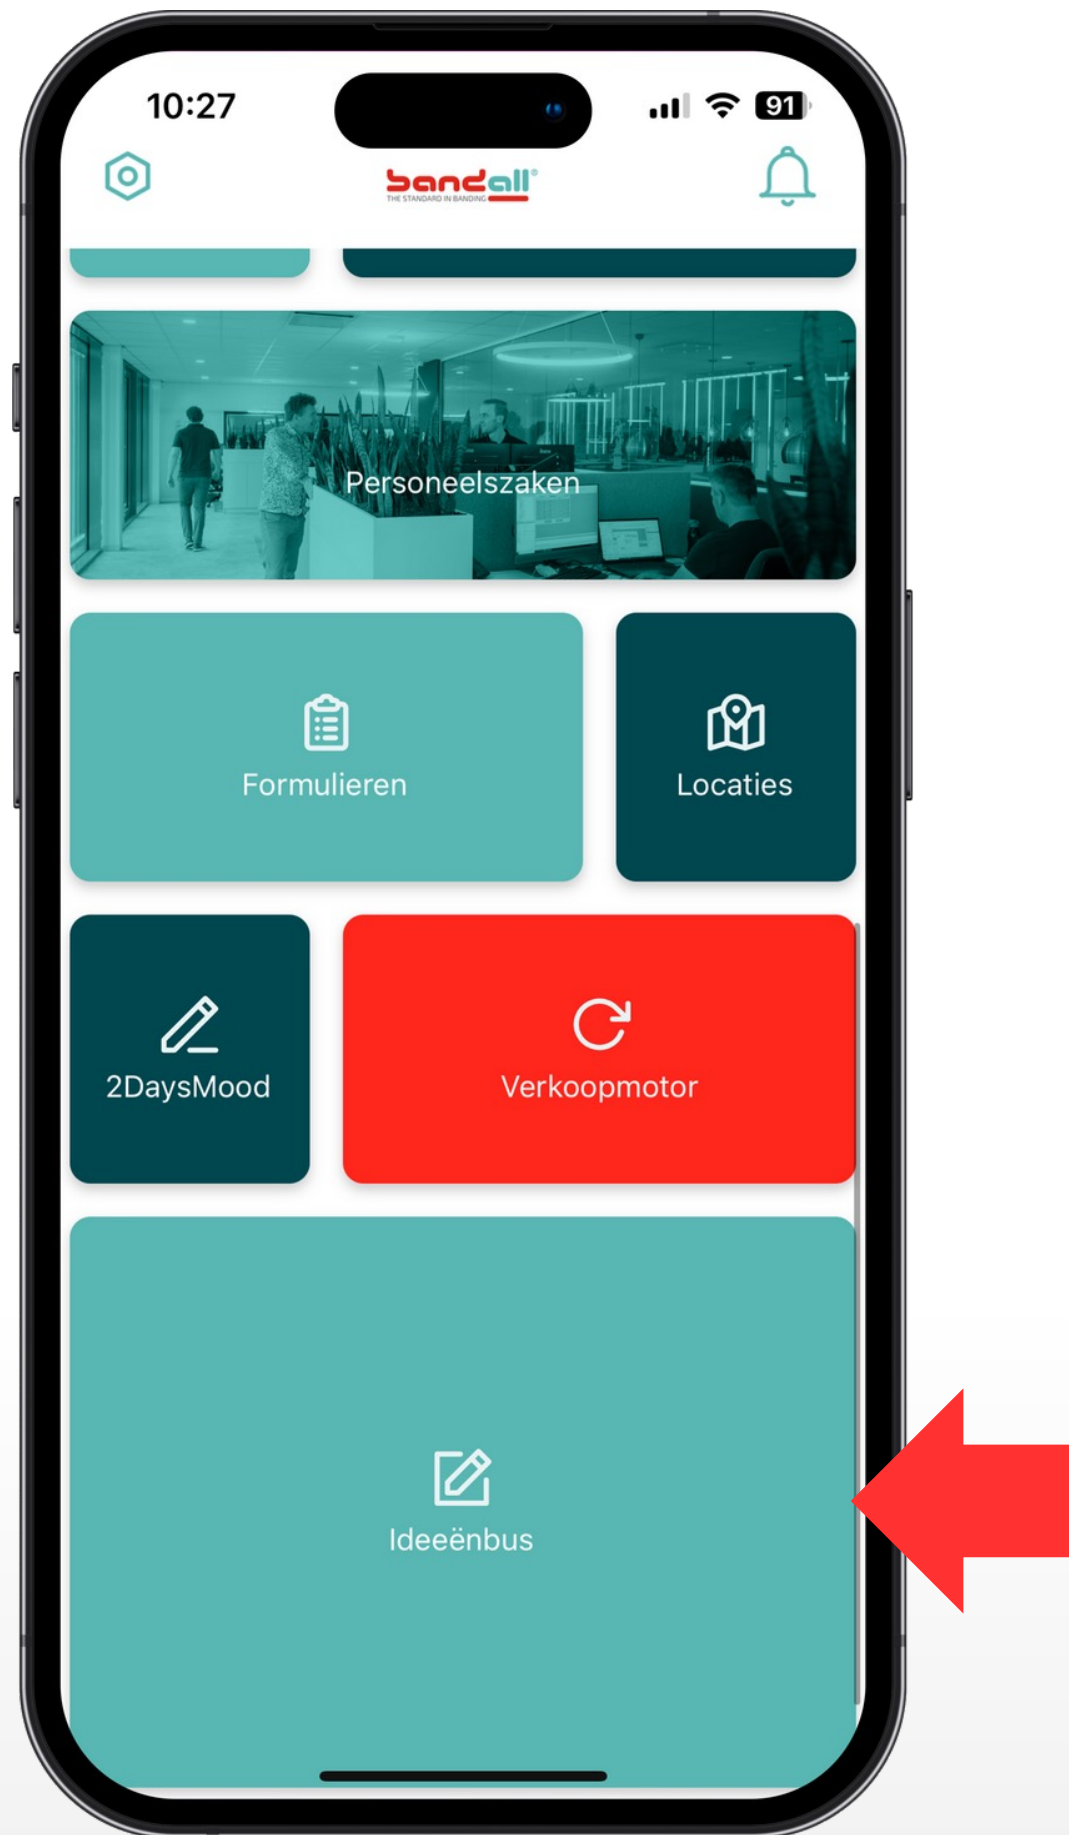 10:27
91
bandall®
THE STANDARD IN BANDING
Personeelszaken
Formulieren
Locaties
2DaysMood
Verkoopmotor
Ideeënbus